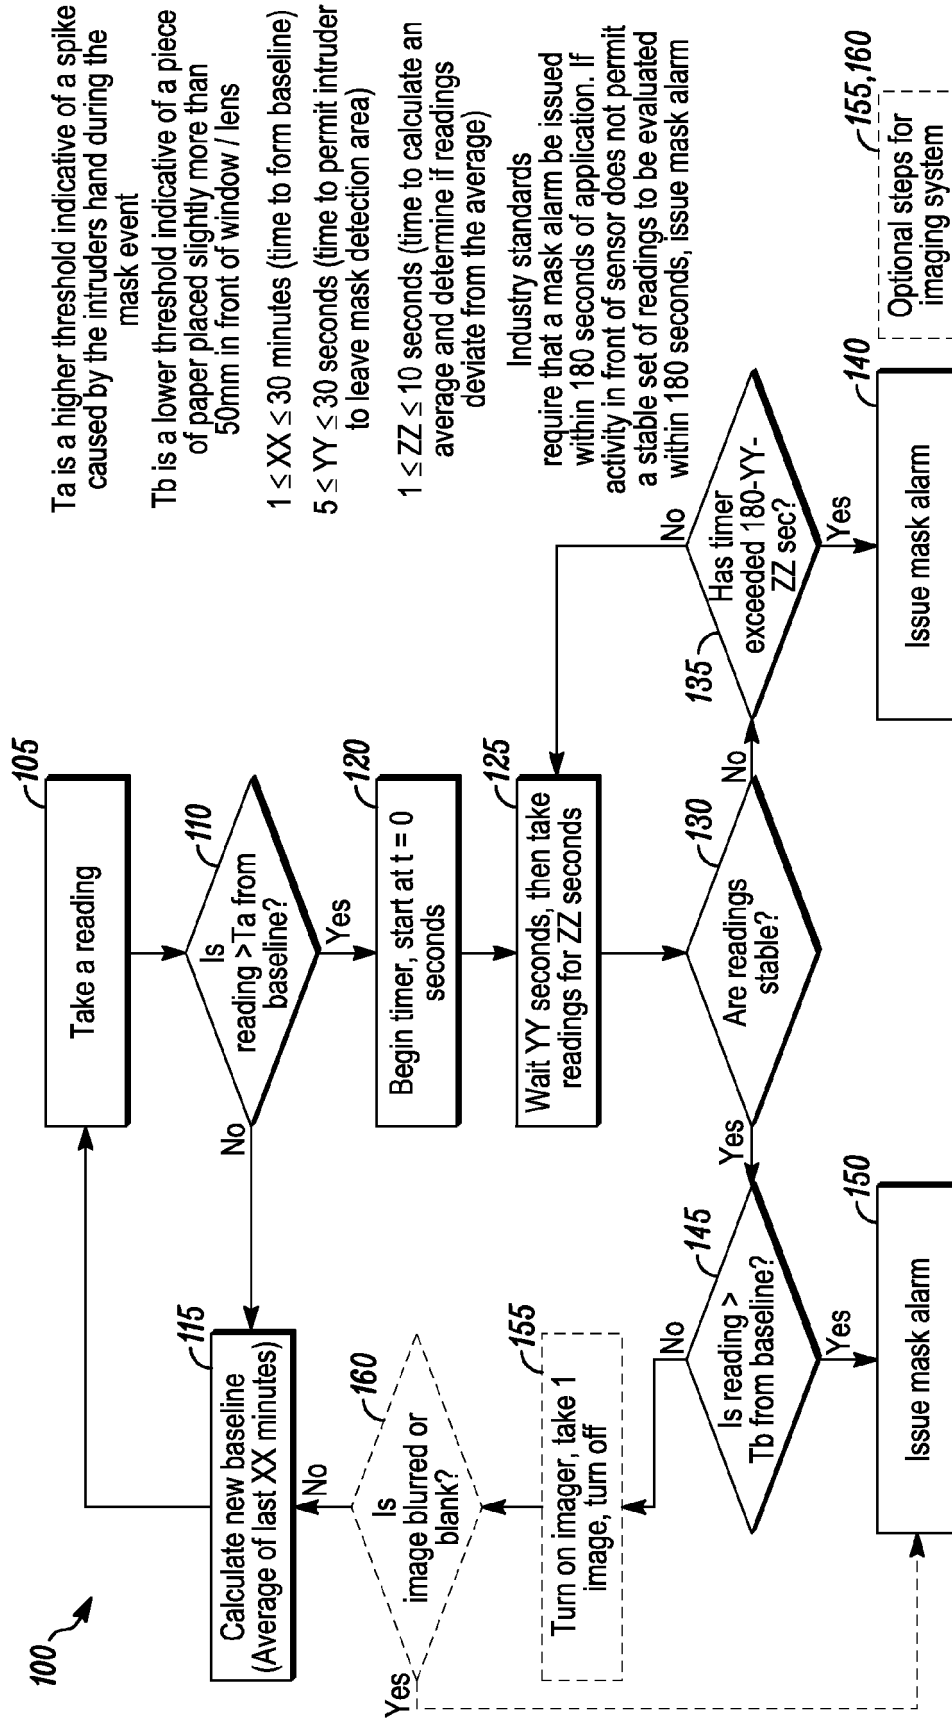 100
105
Take a reading
110
Is
reading >Ta from
baseline?
No
Yes
115
Calculate new baseline
(Average of last XX minutes)
120
Begin timer, start at t = 0
seconds
125
Wait YY seconds, then take
readings for ZZ seconds
130
Are readings
stable?
No
Yes
135
Has timer
exceeded 180-YY-
ZZ sec?
No
Yes
140
Issue mask alarm
145
Is reading >
Tb from baseline?
No
Yes
150
Issue mask alarm
155
Turn on imager, take 1
image, turn off
160
Is
image blurred or
blank?
No
Yes
Ta is a higher threshold indicative of a spike
caused by the intruders hand during the
mask event
Tb is a lower threshold indicative of a piece
of paper placed slightly more than
50mm in front of window / lens
1 ≤ XX ≤ 30 minutes (time to form baseline)
5 ≤ YY ≤ 30 seconds (time to permit intruder
to leave mask detection area)
1 ≤ ZZ ≤ 10 seconds (time to calculate an
average and determine if readings
deviate from the average)
Industry standards
require that a mask alarm be issued
within 180 seconds of application. If
activity in front of sensor does not permit
a stable set of readings to be evaluated
within 180 seconds, issue mask alarm
155,160
Optional steps for
imaging system